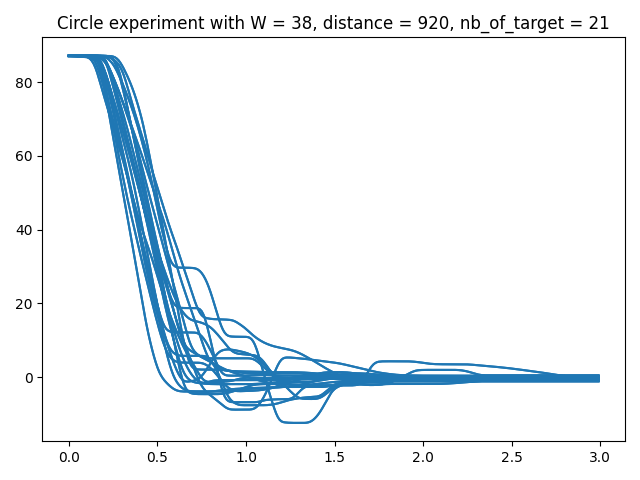 Circle experiment with W = 38, distance = 920, nb_of_target = 21
80
60
40
20
0
0.0 0.5 1.0 1.5 2.0 2.5 3.0